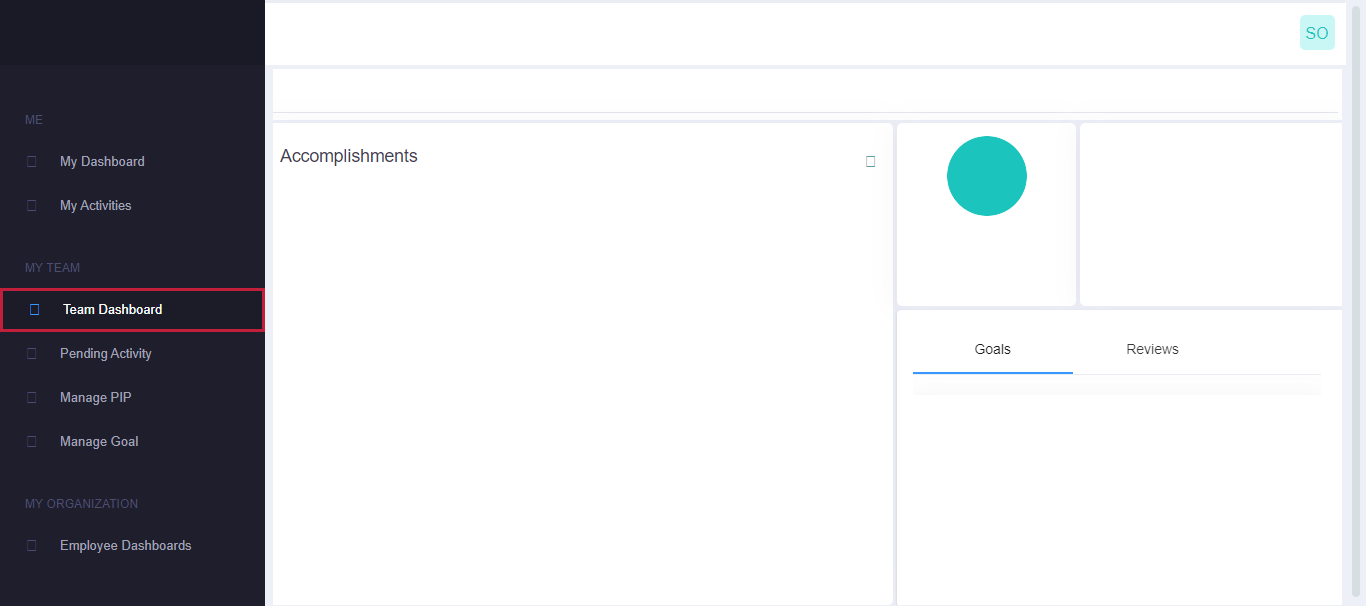 SO
ME
My Dashboard
My Activities
MY TEAM
Team Dashboard
Pending Activity
Manage PIP
Manage Goal
MY ORGANIZATION
Employee Dashboards
Accomplishments
Goals
Reviews